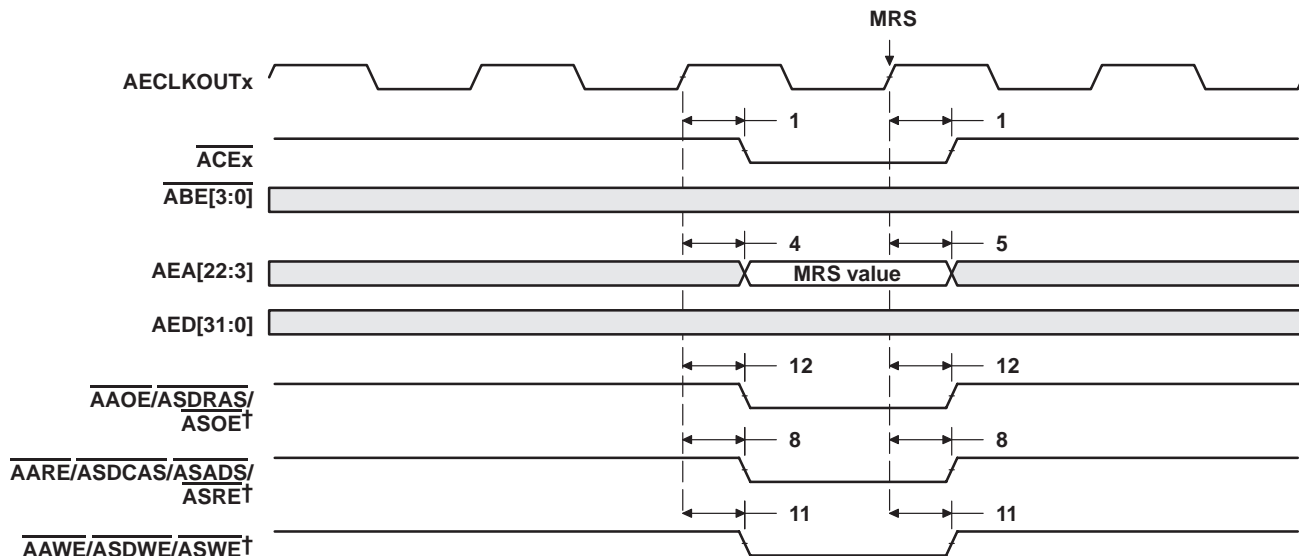 MRS
AECLKOUTx
1 1
ACEx
ABE[3:0]
4 5
AEA[22:3] MRS value
AED[31:0]
12 12
AAOE/ASDRAS/
ASOE†
8 8
AARE/ASDCAS/ASADS/
ASRE†
11 11
AAWE/ASDWE/ASWE†